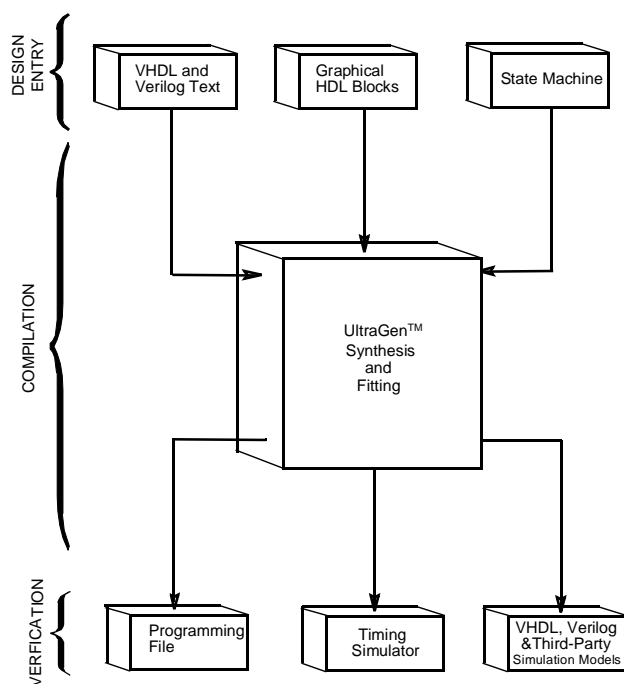 DESIGN
ENTRY
VHDL and
Verilog Text
Graphical
HDL Blocks
State Machine
COMPILATION
UltraGen™
Synthesis
and
Fitting
VERFICATION
Programming
File
Timing
Simulator
VHDL, Verilog
&Third-Party
Simulation Models